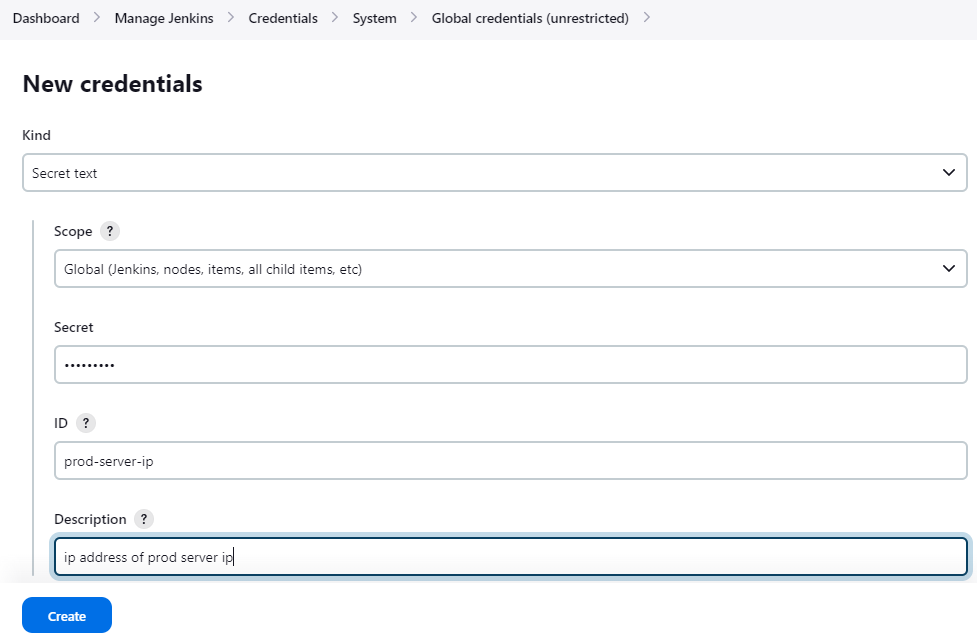 Dashboard > Manage Jenkins > Credentials > System > Global credentials (unrestricted) >
New credentials
Kind
Secret text
Scope ?
Global (Jenkins, nodes, items, all child items, etc)
Secret
•••••••••
ID ?
prod-server-ip
Description ?
ip address of prod server ip
Create